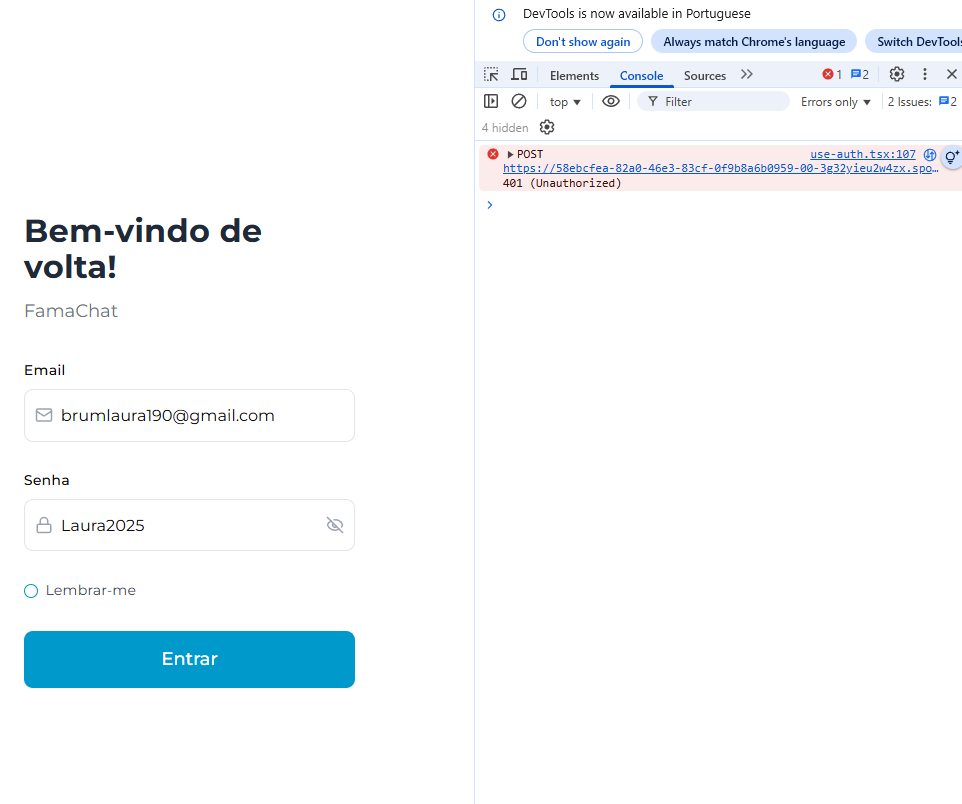 Bem-vindo de
volta!
FamaChat
Email
brumlaura190@gmail.com
Senha
Laura2025
Lembrar-me
Entrar
DevTools is now available in Portuguese
Don't show again Always match Chrome's language Switch DevTools
Elements Console Sources 1 2
top Filter Errors only 2 Issues: 2
4 hidden
POST use-auth.tsx:107
https://58ebcfea-82a0-46e3-83cf-0f9b8a6b0959-00-3g32yieu2w4zx.spo…
401 (Unauthorized)